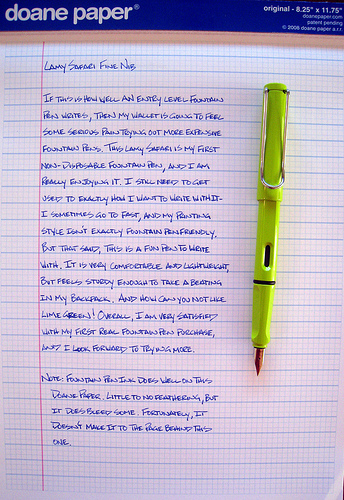 doane paper®
original - 8.25" x 11.75"
doanepaper.com
patent pending
© 2008 doane paper a.r.r.
Lamy Safari Fine Nib
If this is how well an entry level fountain
pen writes, then my wallet is going to feel
some serious pain trying out more expensive
fountain pens. This Lamy Safari is my first
non-disposable fountain pen, and I am
really enjoying it. I still need to get
used to exactly how I want to write with it-
I sometimes go to fast, and my printing
style isn't exactly fountain pen friendly.
But that said, this is a fun pen to write
with. It is very comfortable and lightweight,
but feels sturdy enough to take a beating
in my backpack. And how can you not like
lime green! Overall, I am very satisfied
with my first real fountain pen purchase,
and I look forward to trying more.
Note: Fountain pen ink does well on this
Doane Paper. Little to no feathering, but
it does bleed some. Fortunately, it
doesn't make it to the page behind this
one.